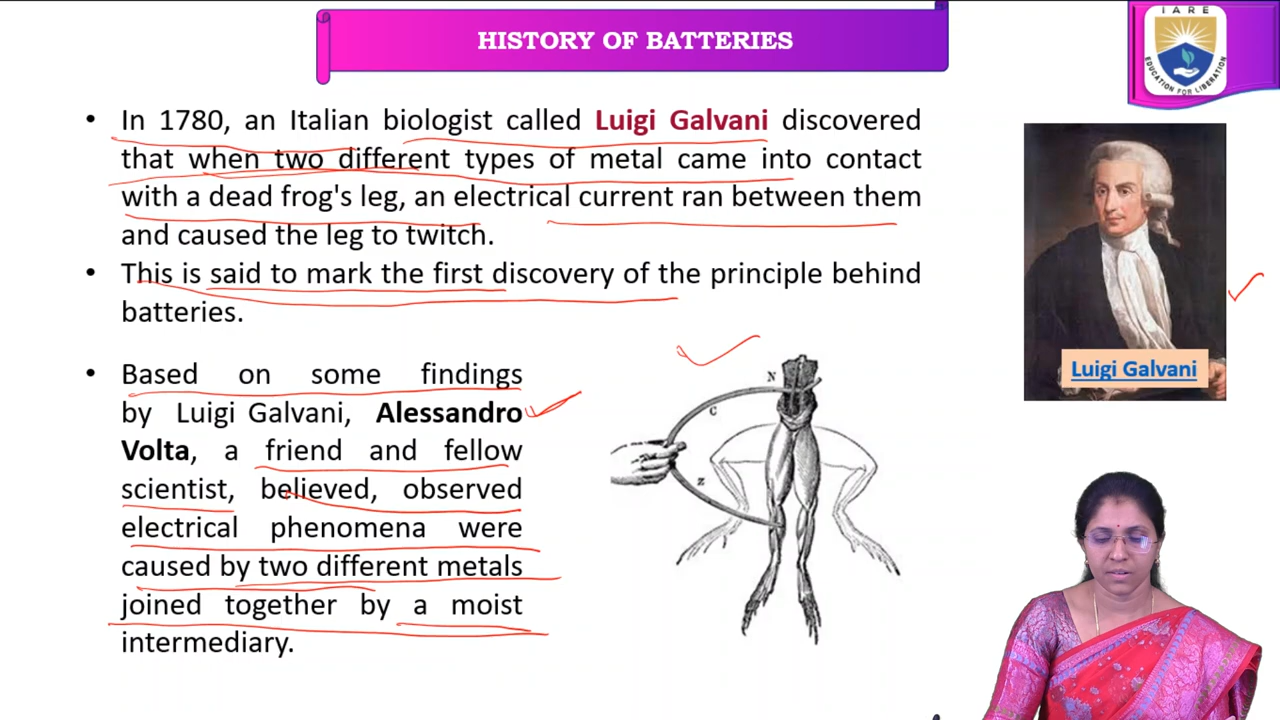 HISTORY OF BATTERIES
IARE
EDUCATION FOR LIBERATION
• In 1780, an Italian biologist called Luigi Galvani discovered
that when two different types of metal came into contact
with a dead frog's leg, an electrical current ran between them
and caused the leg to twitch.
• This is said to mark the first discovery of the principle behind
batteries.
Luigi Galvani
• Based on some findings
by Luigi Galvani, Alessandro
Volta, a friend and fellow
scientist, believed, observed
electrical phenomena were
caused by two different metals
joined together by a moist
intermediary.
N
C
Z